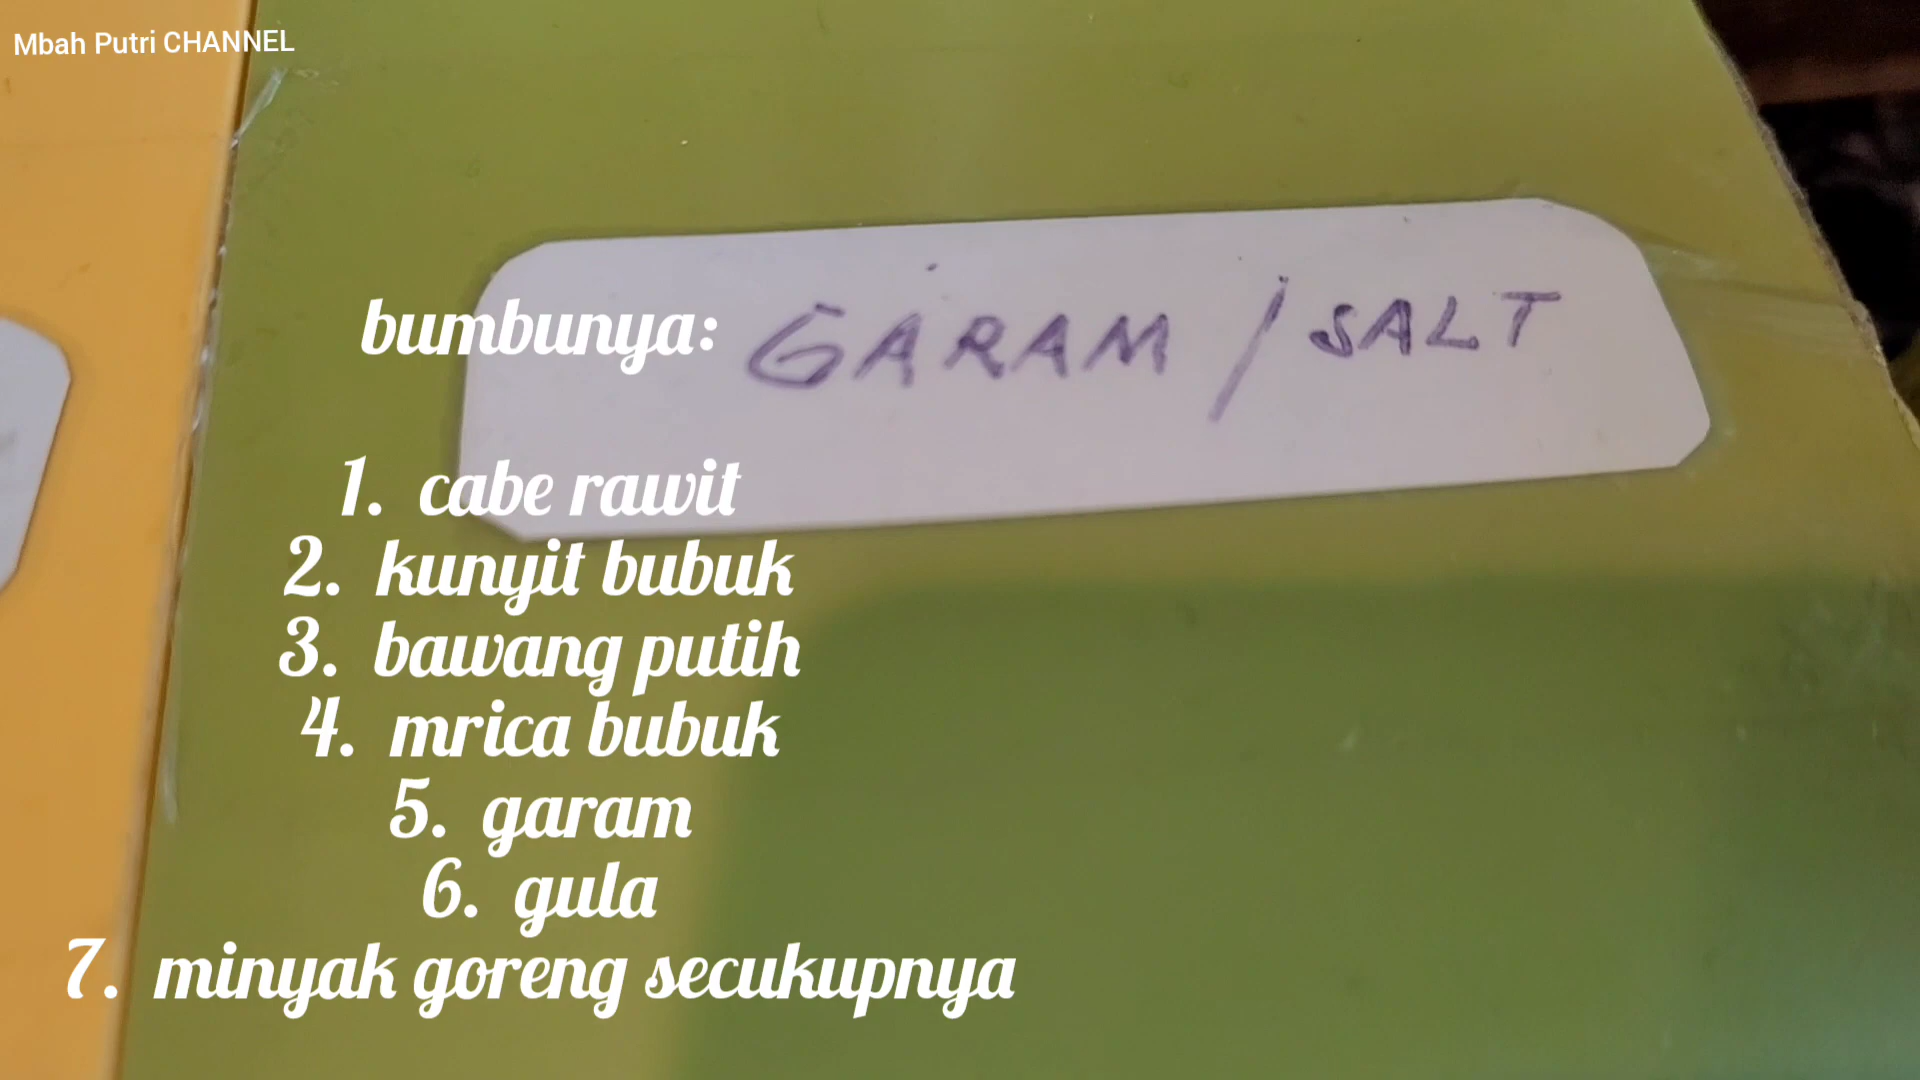 Mbah Putri CHANNEL
GARAM / SALT
bumbunya:
1. cabe rawit
2. kunyit bubuk
3. bawang putih
4. mrica bubuk
5. garam
6. gula
7. minyak goreng secukupnya